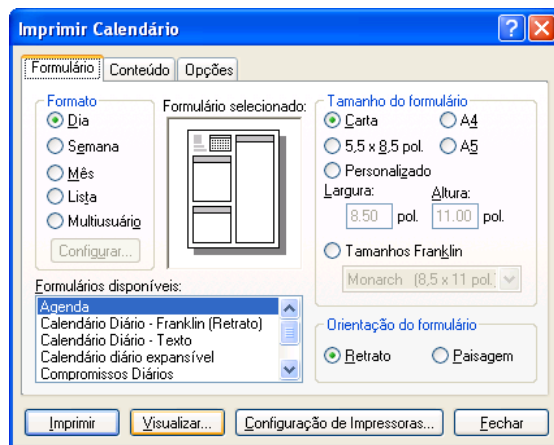 Imprimir Calendário
Formulário Conteúdo Opções
Formato
Dia
Semana
Mês
Lista
Multiusuário
Configurar...
Formulário selecionado:
Tamanho do formulário
Carta A4
5,5 x 8,5 pol. A5
Personalizado
Largura: Altura:
8.50 pol. 11.00 pol.
Tamanhos Franklin
Monarch (8,5 x 11 pol.)
Formulários disponíveis:
Agenda
Calendário Diário - Franklin (Retrato)
Calendário Diário - Texto
Calendário diário expansível
Compromissos Diários
Orientação do formulário
Retrato Paisagem
Imprimir Visualizar... Configuração de Impressoras... Fechar